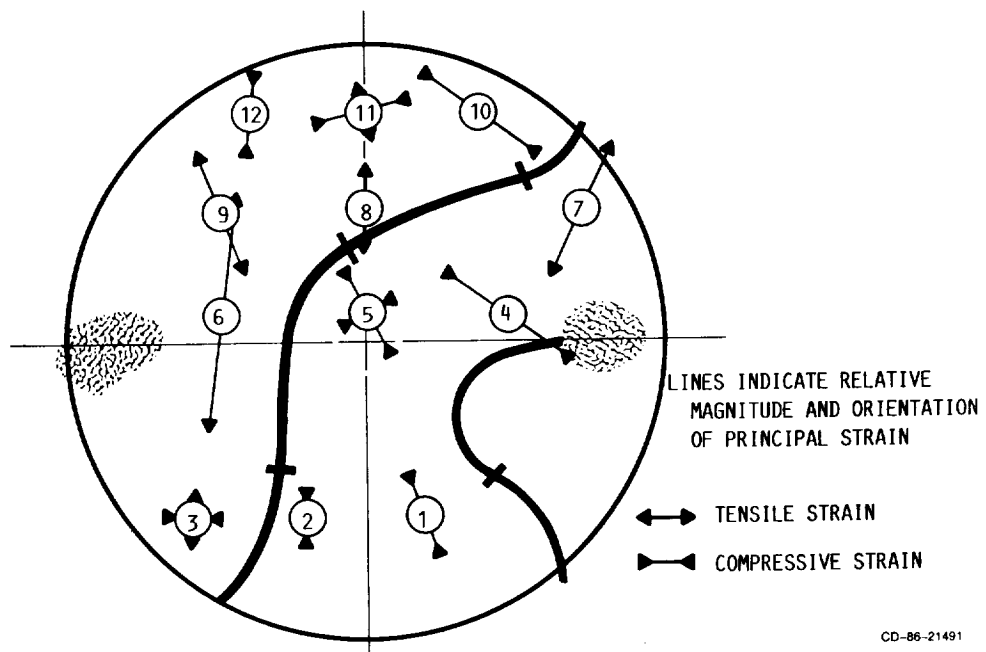 12
11
10
9
8
7
6
5
4
LINES INDICATE RELATIVE
MAGNITUDE AND ORIENTATION
OF PRINCIPAL STRAIN
3
2
1
TENSILE STRAIN
COMPRESSIVE STRAIN
CD-86-21491